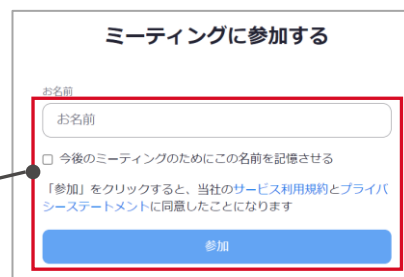 ミーティングに参加する
お名前
お名前
今後のミーティングのためにこの名前を記憶させる
「参加」をクリックすると、当社のサービス利用規約とプライバ
シーステートメントに同意したことになります
参加